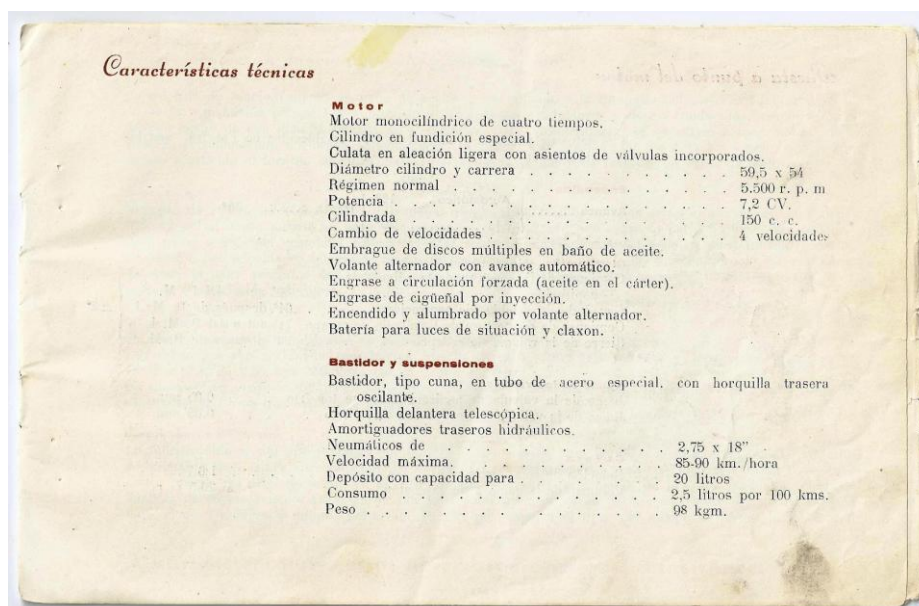 Características técnicas
Motor
Motor monocilíndrico de cuatro tiempos.
Cilindro en fundición especial.
Culata en aleación ligera con asientos de válvulas incorporados.
Diámetro cilindro y carrera . . . . . . . . . . . 59,5 x 54
Régimen normal . . . . . . . . . . . . . . 5.500 r. p. m
Potencia . . . . . . . . . . . . . . . . 7,2 CV.
Cilindrada . . . . . . . . . . . . . . . 150 c. c.
Cambio de velocidades . . . . . . . . . . . . 4 velocidades
Embrague de discos múltiples en baño de aceite.
Volante alternador con avance automático.
Engrase a circulación forzada (aceite en el cárter).
Engrase de cigüeñal por inyección.
Encendido y alumbrado por volante alternador.
Batería para luces de situación y claxon.
Bastidor y suspensiones
Bastidor, tipo cuna, en tubo de acero especial, con horquilla trasera
oscilante.
Horquilla delantera telescópica.
Amortiguadores traseros hidráulicos.
Neumáticos de . . . . . . . . . . . . 2,75 x 18”
Velocidad máxima. . . . . . . . . . . 85-90 km./hora
Depósito con capacidad para . . . . . . . . 20 litros
Consumo . . . . . . . . . . . . . . 2,5 litros por 100 kms.
Peso . . . . . . . . . . . . . . . . 98 kgm.